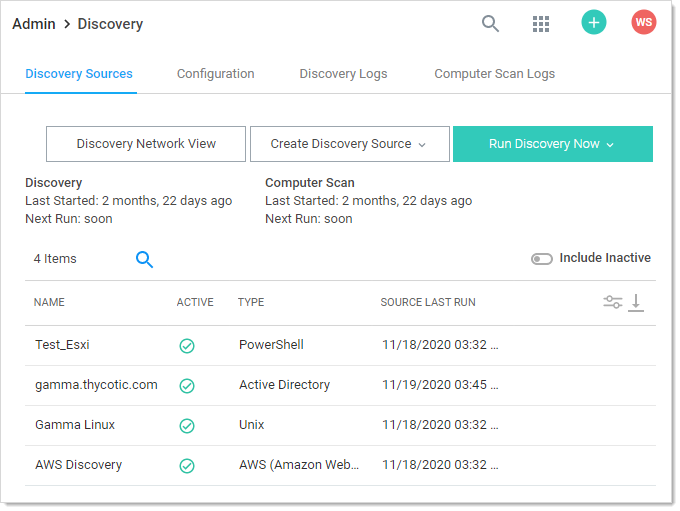 Admin > Discovery
WS
Discovery Sources Configuration Discovery Logs Computer Scan Logs
Discovery Network View Create Discovery Source Run Discovery Now
Discovery Computer Scan
Last Started: 2 months, 22 days ago Last Started: 2 months, 22 days ago
Next Run: soon Next Run: soon
4 Items Include Inactive
NAME ACTIVE TYPE SOURCE LAST RUN
Test_Esxi PowerShell 11/18/2020 03:32 ...
gamma.thycotic.com Active Directory 11/19/2020 03:45 ...
Gamma Linux Unix 11/18/2020 03:32 ...
AWS Discovery AWS (Amazon Web... 11/18/2020 03:32 ...